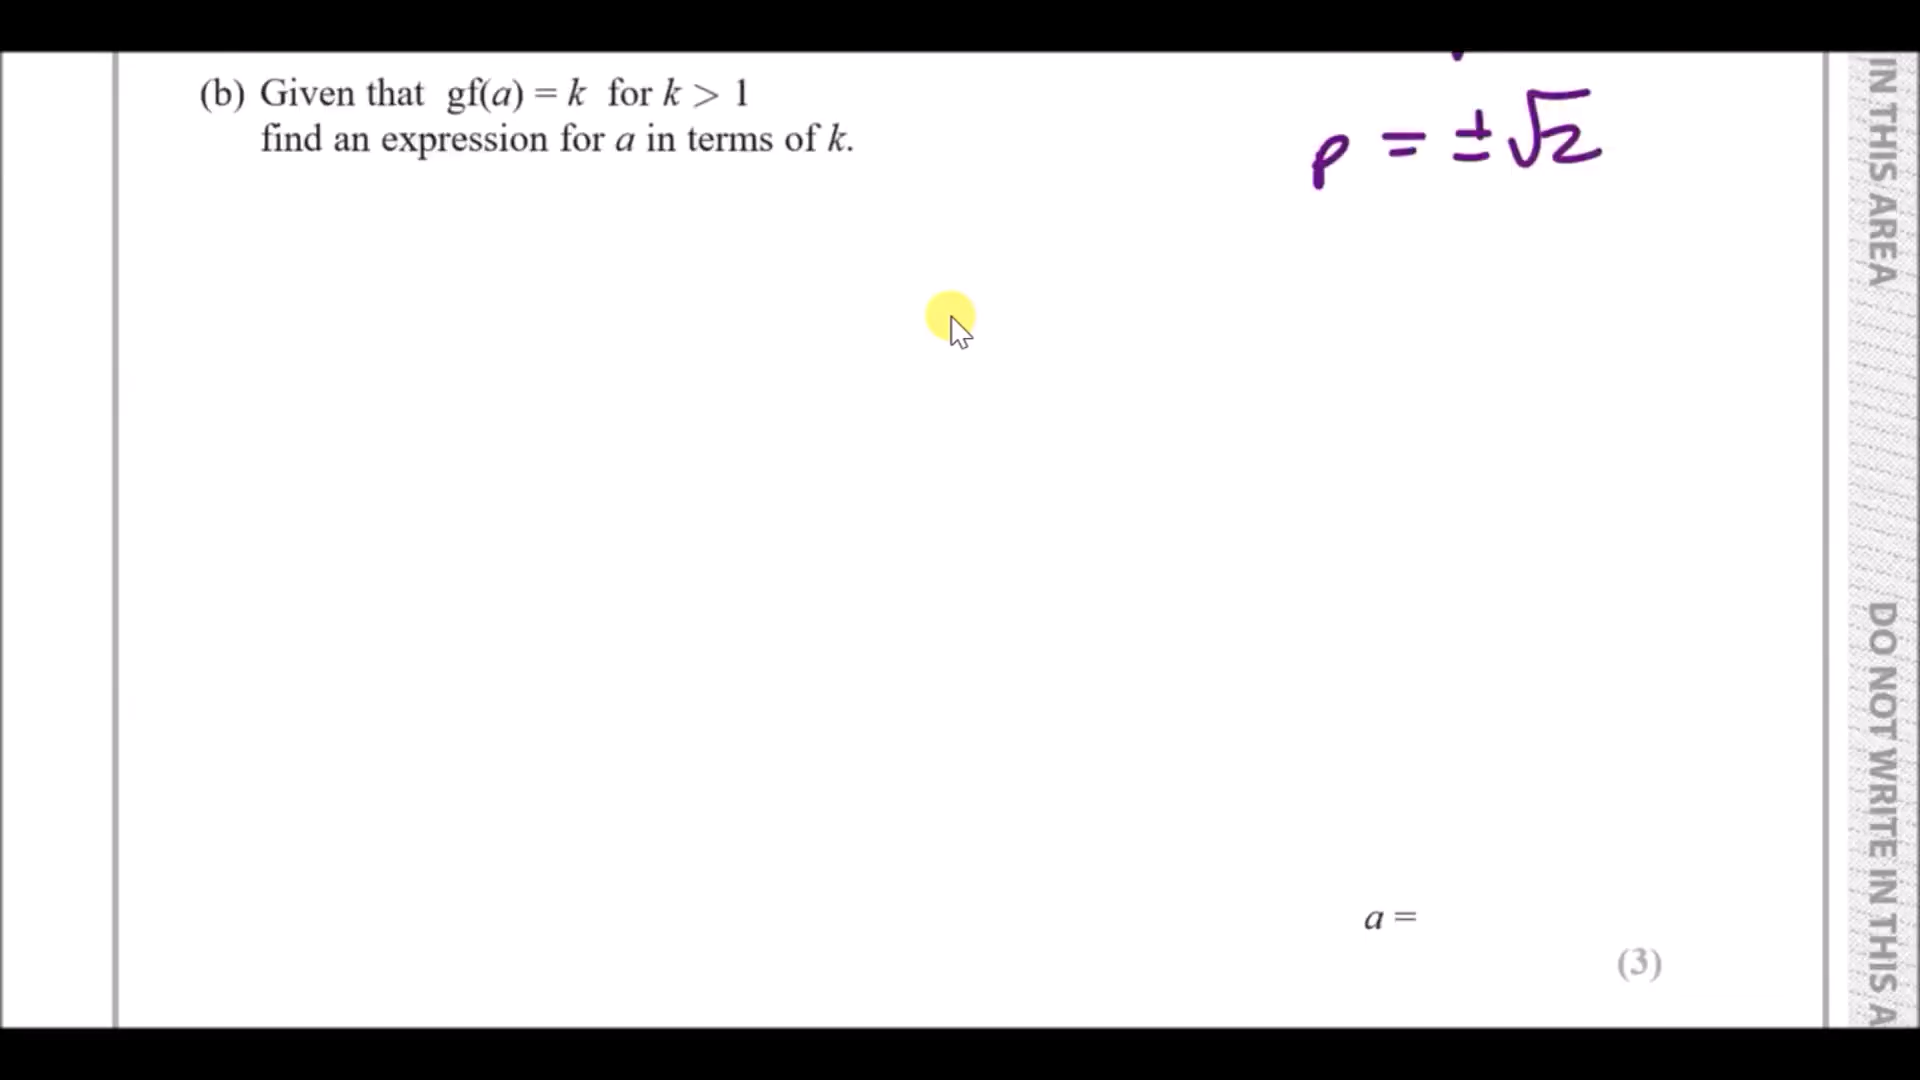 (b) Given that gf(a) = k for k > 1
find an expression for a in terms of k.
p = ±√2
a =
(3)
IN THIS AREA
DO NOT WRITE IN THIS A